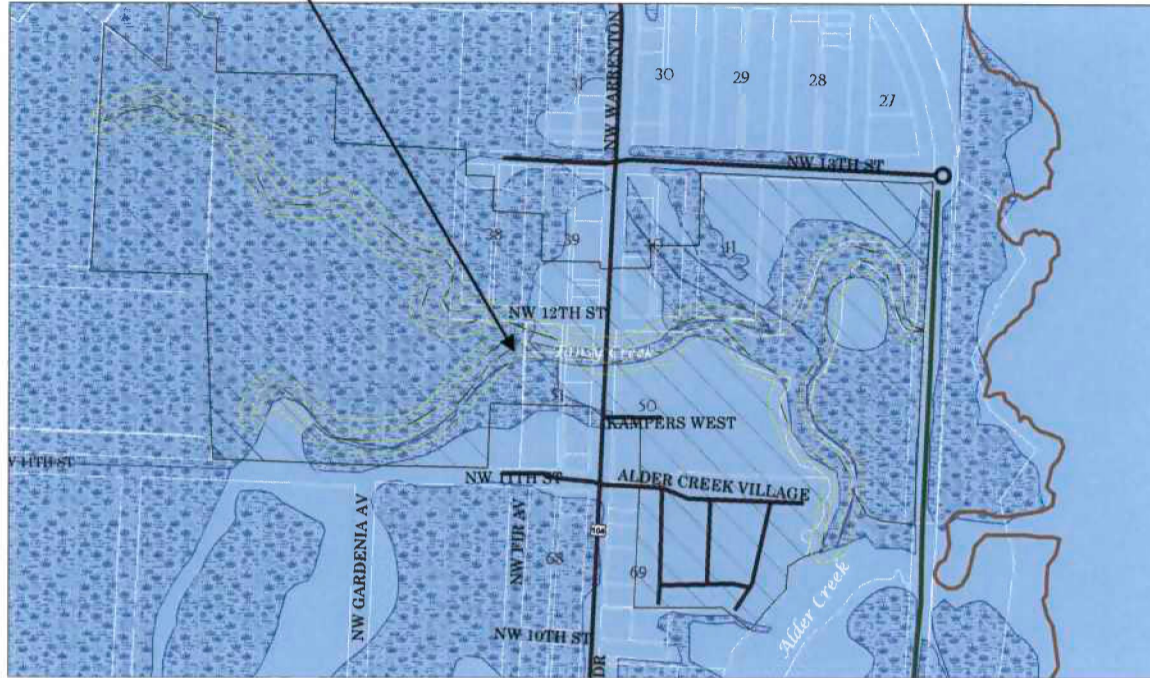 NW WARRENTON
31
30
29
28
27
NW 13TH ST
38
39
41
NW 12TH ST
51
50
KAMPERS WEST
NW 11TH ST
ALDER CREEK VILLAGE
104
NW GARDENIA AV
NW FIR AV
68
69
Alder Creek
NW 10TH ST
DR